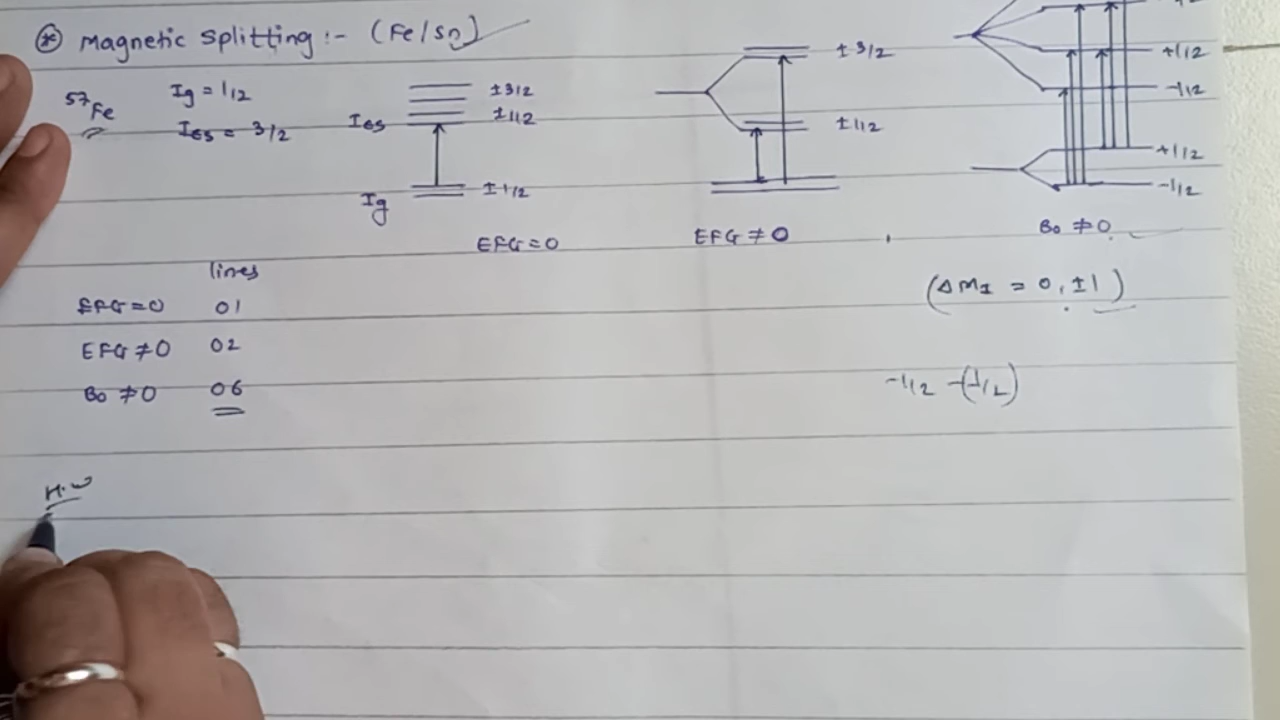 * Magnetic Splitting :- (Fe/Sn)
57Fe Ig = 1/2
IES = 3/2
IES
± 3/2
± 1/2
Ig
± 1/2
EFG = 0
± 3/2
± 1/2
EFG ≠ 0
+1/2
-1/2
+1/2
-1/2
B0 ≠ 0
(ΔMI = 0, ±1)
lines
EFG = 0 01
EFG ≠ 0 02
B0 ≠ 0 06
-1/2 -(-1/2)
H.W